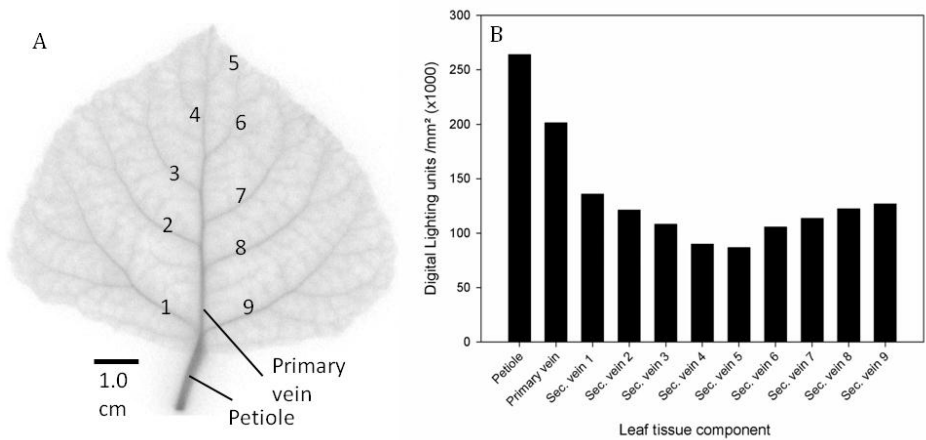 A
5
4
6
3
7
2
8
1
9
1.0
cm
Primary
vein
Petiole
B
Digital Lighting units /mm² (x1000)
300
250
200
150
100
50
0
Petiole
Primary vein
Sec. vein 1
Sec. vein 2
Sec. vein 3
Sec. vein 4
Sec. vein 5
Sec. vein 6
Sec. vein 7
Sec. vein 8
Sec. vein 9
Leaf tissue component